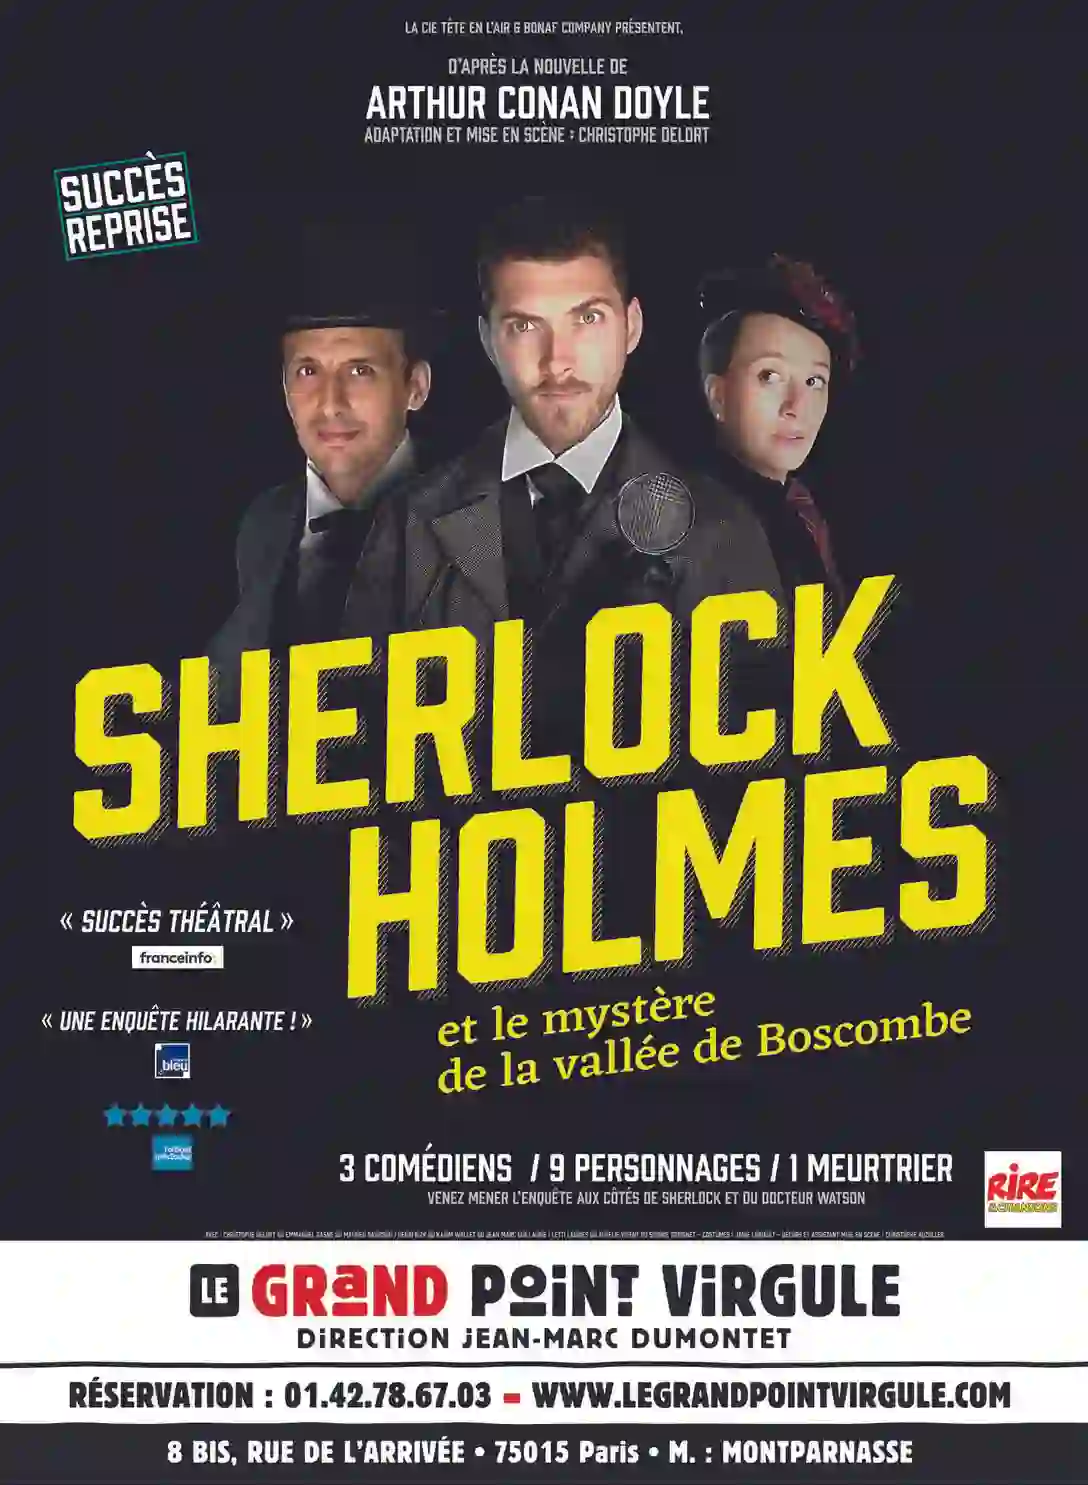 LA CIE TÊTE EN L'AIR & BONAF COMPANY PRÉSENTENT,
D'APRÈS LA NOUVELLE DE
ARTHUR CONAN DOYLE
ADAPTATION ET MISE EN SCÈNE : CHRISTOPHE DELORT
SUCCÈS
REPRISE
SHERLOCK
HOLMES
et le mystère
de la vallée de Boscombe
« SUCCÈS THÉÂTRAL »
franceinfo
« UNE ENQUÊTE HILARANTE ! »
bleu
3 COMÉDIENS / 9 PERSONNAGES / 1 MEURTRIER
VENEZ MENER L'ENQUÊTE AUX CÔTÉS DE SHERLOCK ET DU DOCTEUR WATSON
RIRE
& CHANSONS
LE GRAND POINT VIRGULE
DIRECTION JEAN-MARC DUMONTET
RÉSERVATION : 01.42.78.67.03 - WWW.LEGRANDPOINTVIRGULE.COM
8 BIS, RUE DE L'ARRIVÉE • 75015 Paris • M. : MONTPARNASSE